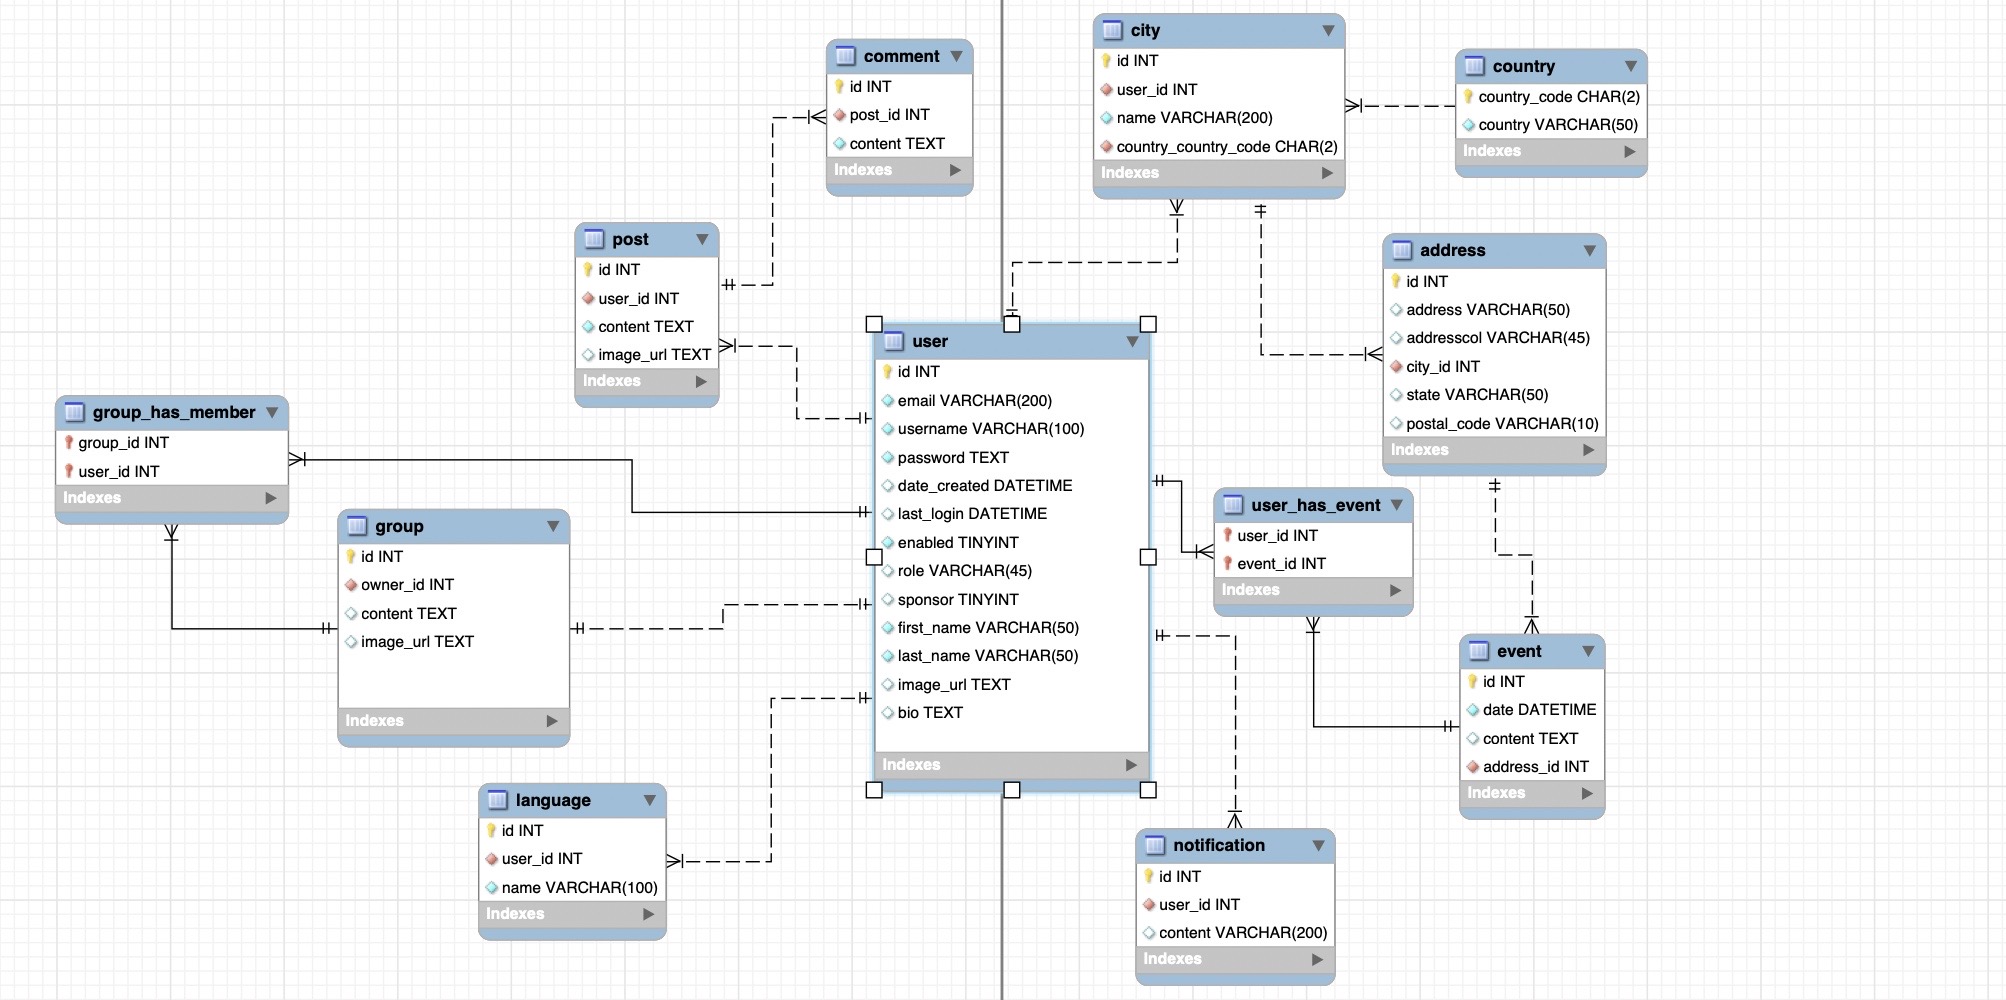 comment
id INT
post_id INT
content TEXT
Indexes
city
id INT
user_id INT
name VARCHAR(200)
country_country_code CHAR(2)
Indexes
country
country_code CHAR(2)
country VARCHAR(50)
Indexes
post
id INT
user_id INT
content TEXT
image_url TEXT
Indexes
address
id INT
address VARCHAR(50)
addresscol VARCHAR(45)
city_id INT
state VARCHAR(50)
postal_code VARCHAR(10)
Indexes
user
id INT
email VARCHAR(200)
username VARCHAR(100)
password TEXT
date_created DATETIME
last_login DATETIME
enabled TINYINT
role VARCHAR(45)
sponsor TINYINT
first_name VARCHAR(50)
last_name VARCHAR(50)
image_url TEXT
bio TEXT
Indexes
group_has_member
group_id INT
user_id INT
Indexes
group
id INT
owner_id INT
content TEXT
image_url TEXT
Indexes
user_has_event
user_id INT
event_id INT
Indexes
event
id INT
date DATETIME
content TEXT
address_id INT
Indexes
language
id INT
user_id INT
name VARCHAR(100)
Indexes
notification
id INT
user_id INT
content VARCHAR(200)
Indexes